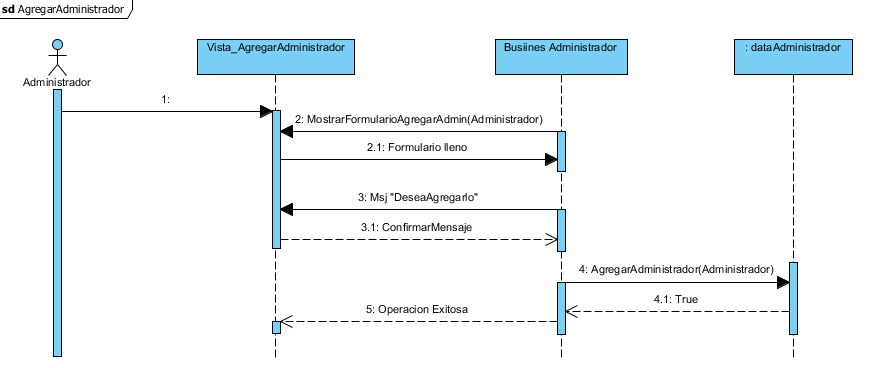 sd AgregarAdministrador
Vista_AgregarAdministrador
Busiines Administrador
: dataAdministrador
Administrador
1:
2: MostrarFormularioAgregarAdmin(Administrador)
2.1: Formulario lleno
3: Msj "DeseaAgregarlo"
3.1: ConfirmarMensaje
4: AgregarAdministrador(Administrador)
4.1: True
5: Operacion Exitosa